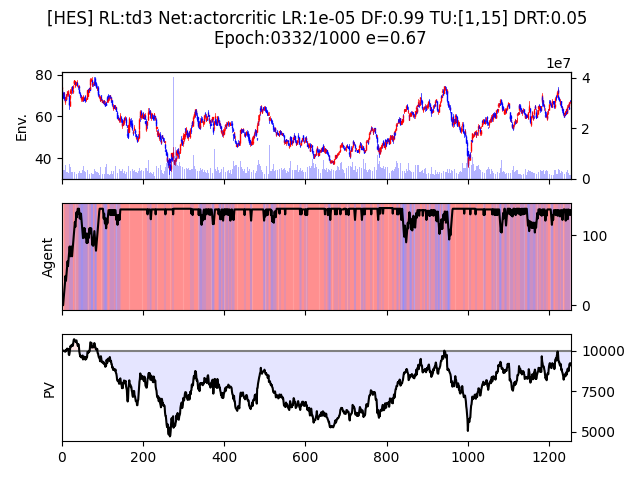 [HES] RL:td3 Net:actorcritic LR:1e-05 DF:0.99 TU:[1,15] DRT:0.05
Epoch:0332/1000 e=0.67
1e7
80
60
40
Env.
4
2
0
Agent
100
0
PV
10000
7500
5000
0 200 400 600 800 1000 1200